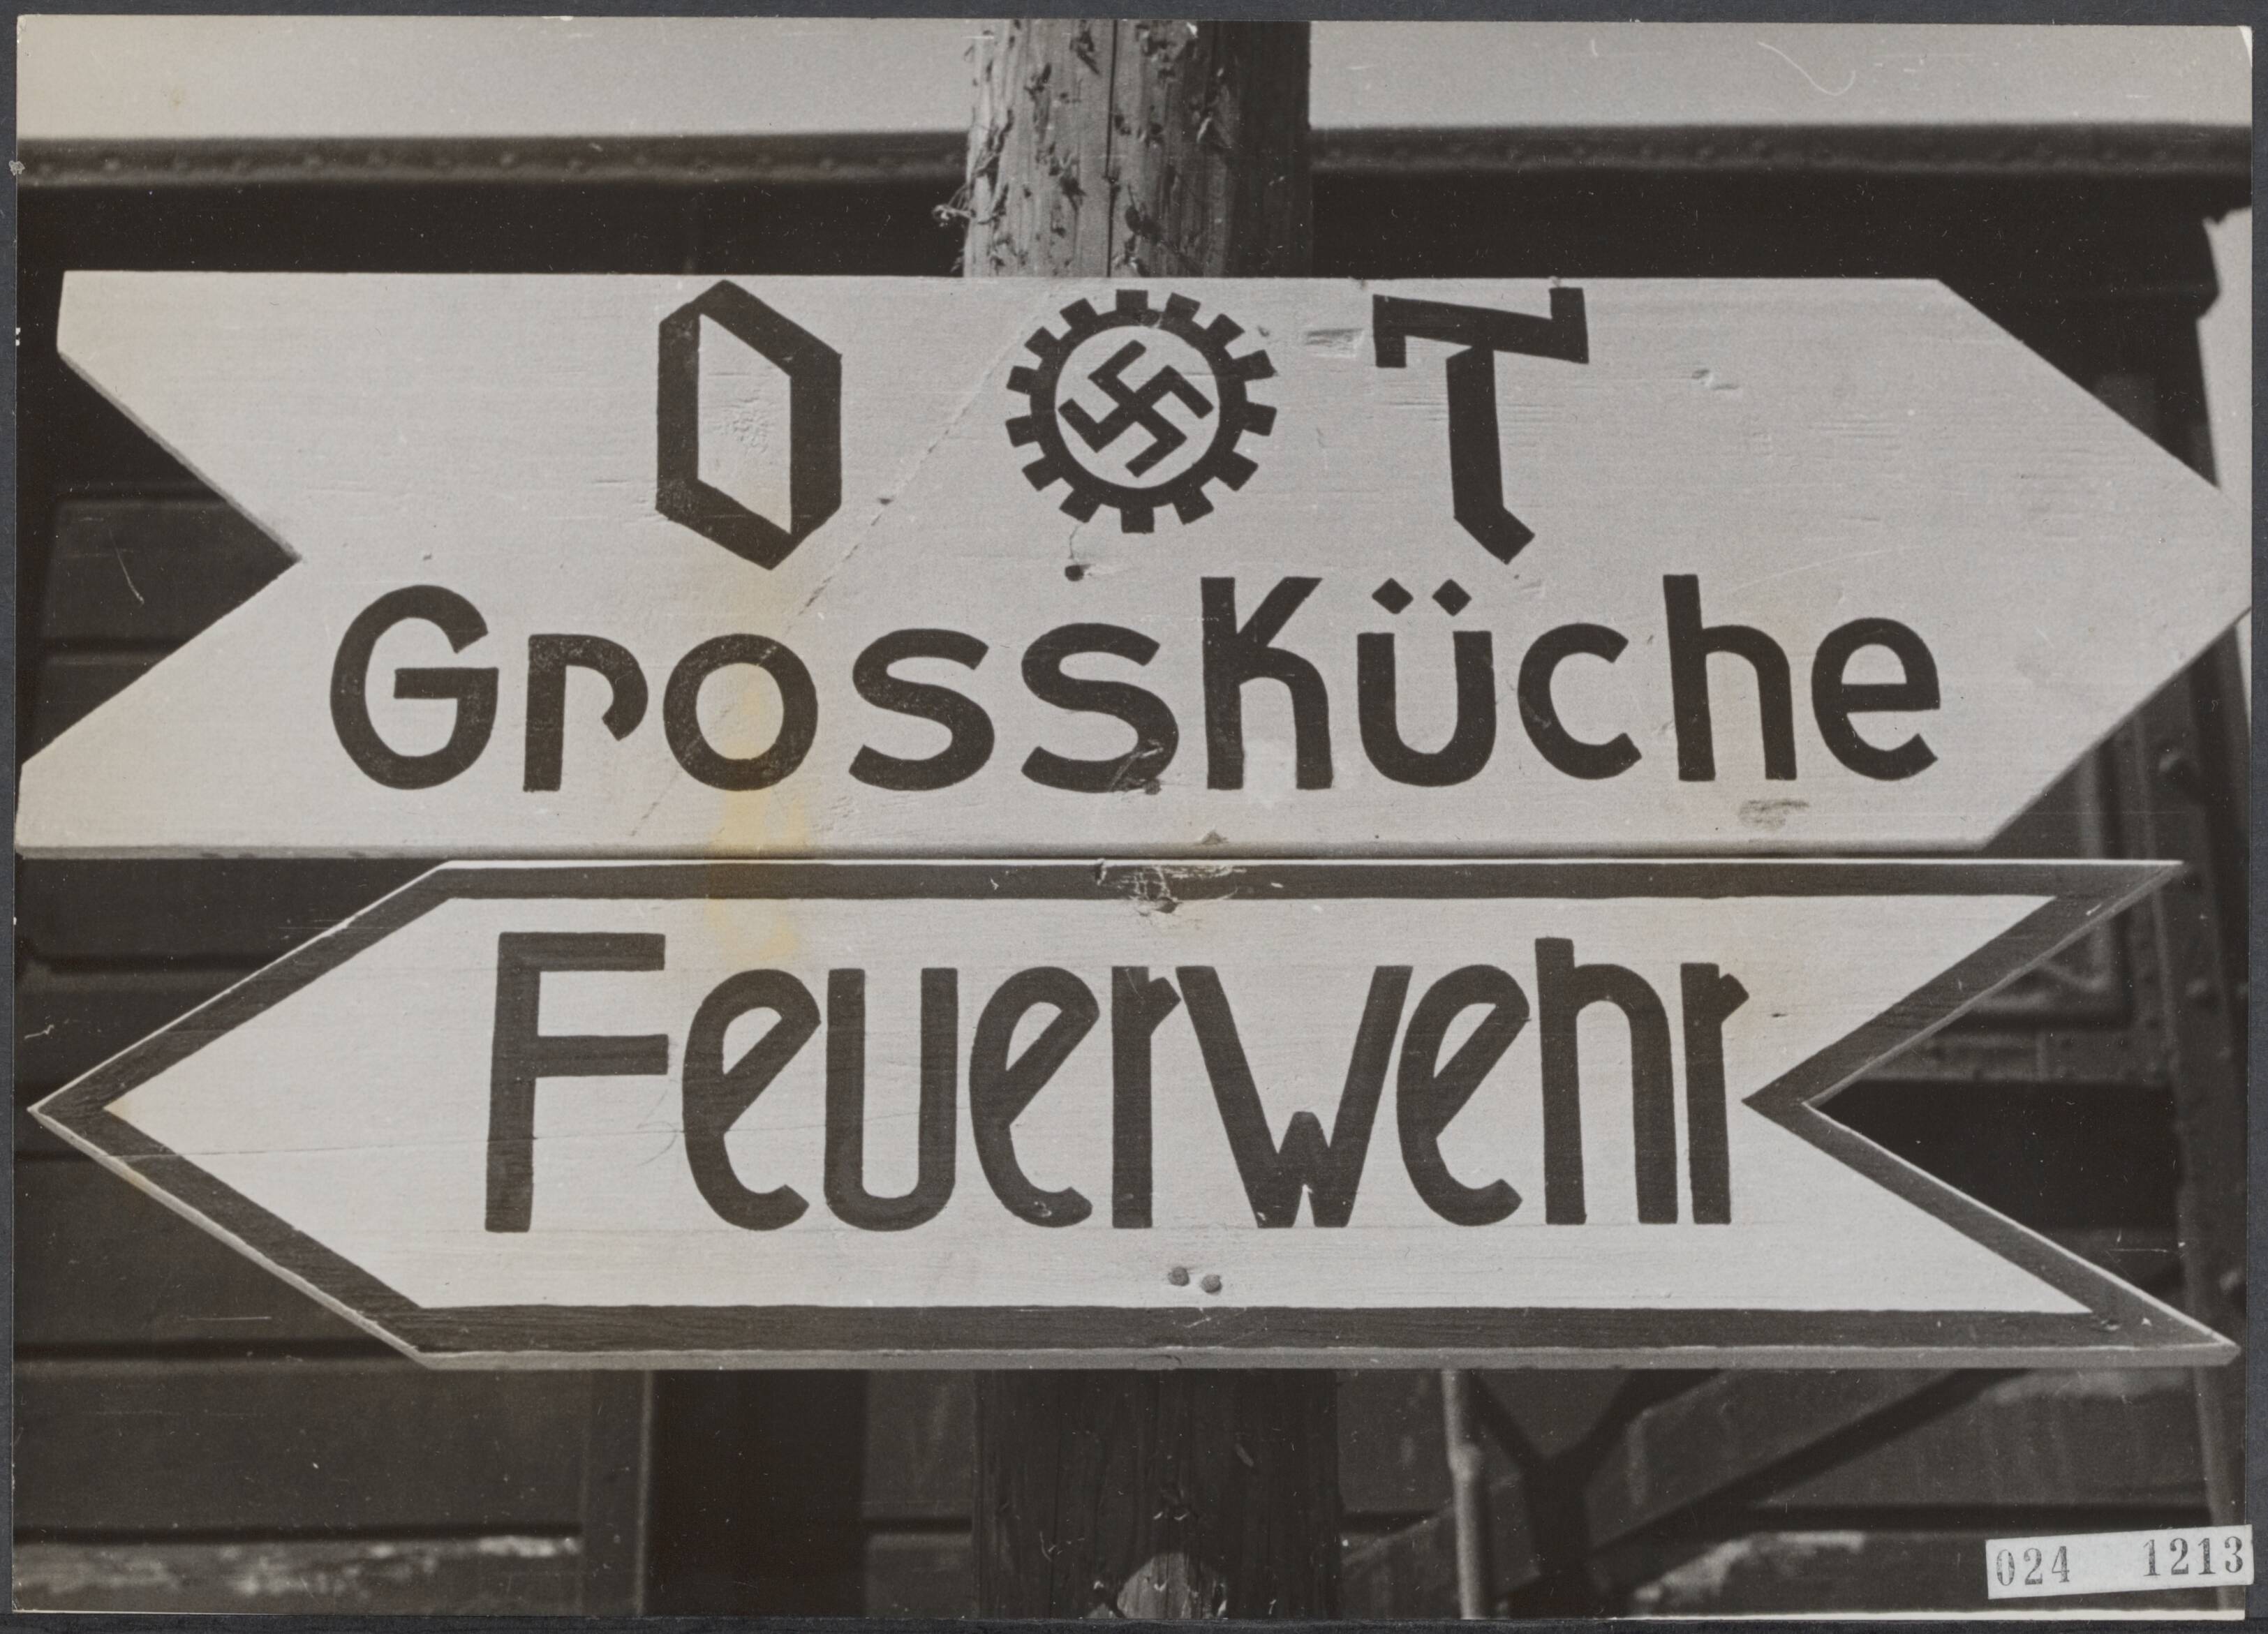 O T
Grossküche
Feuerwehr
024 1213